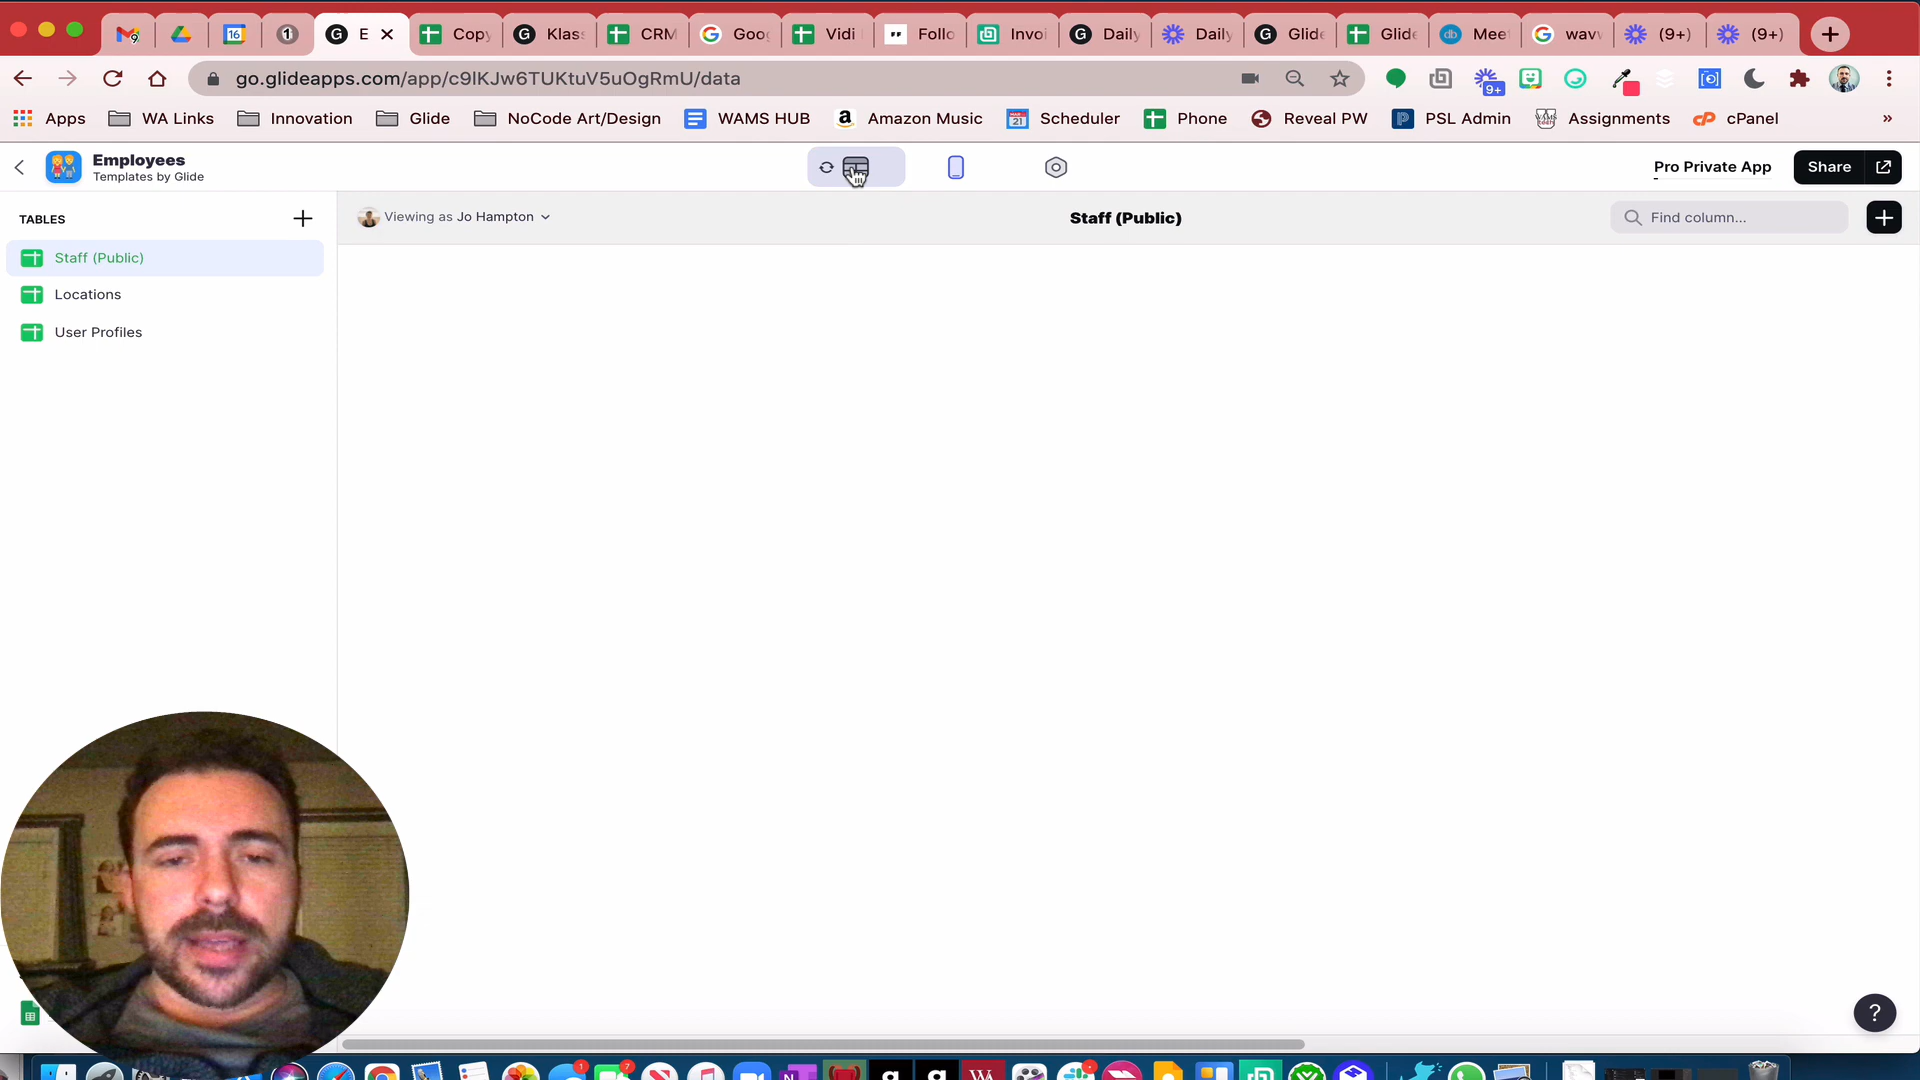 E
Copy
Klas
CRM
Goo
Vidi
Follo
Invoi
Daily
Daily
Glide
Glide
Mee
wav
(9+)
(9+)
go.glideapps.com/app/c9lKJw6TUKtuV5uOgRmU/data
9+
Apps
WA Links
Innovation
Glide
NoCode Art/Design
WAMS HUB
Amazon Music
Scheduler
Phone
Reveal PW
PSL Admin
Assignments
cPanel
»
Employees
Templates by Glide
Pro Private App
Share
TABLES
Viewing as Jo Hampton
Staff (Public)
Find column...
Staff (Public)
Locations
User Profiles
?